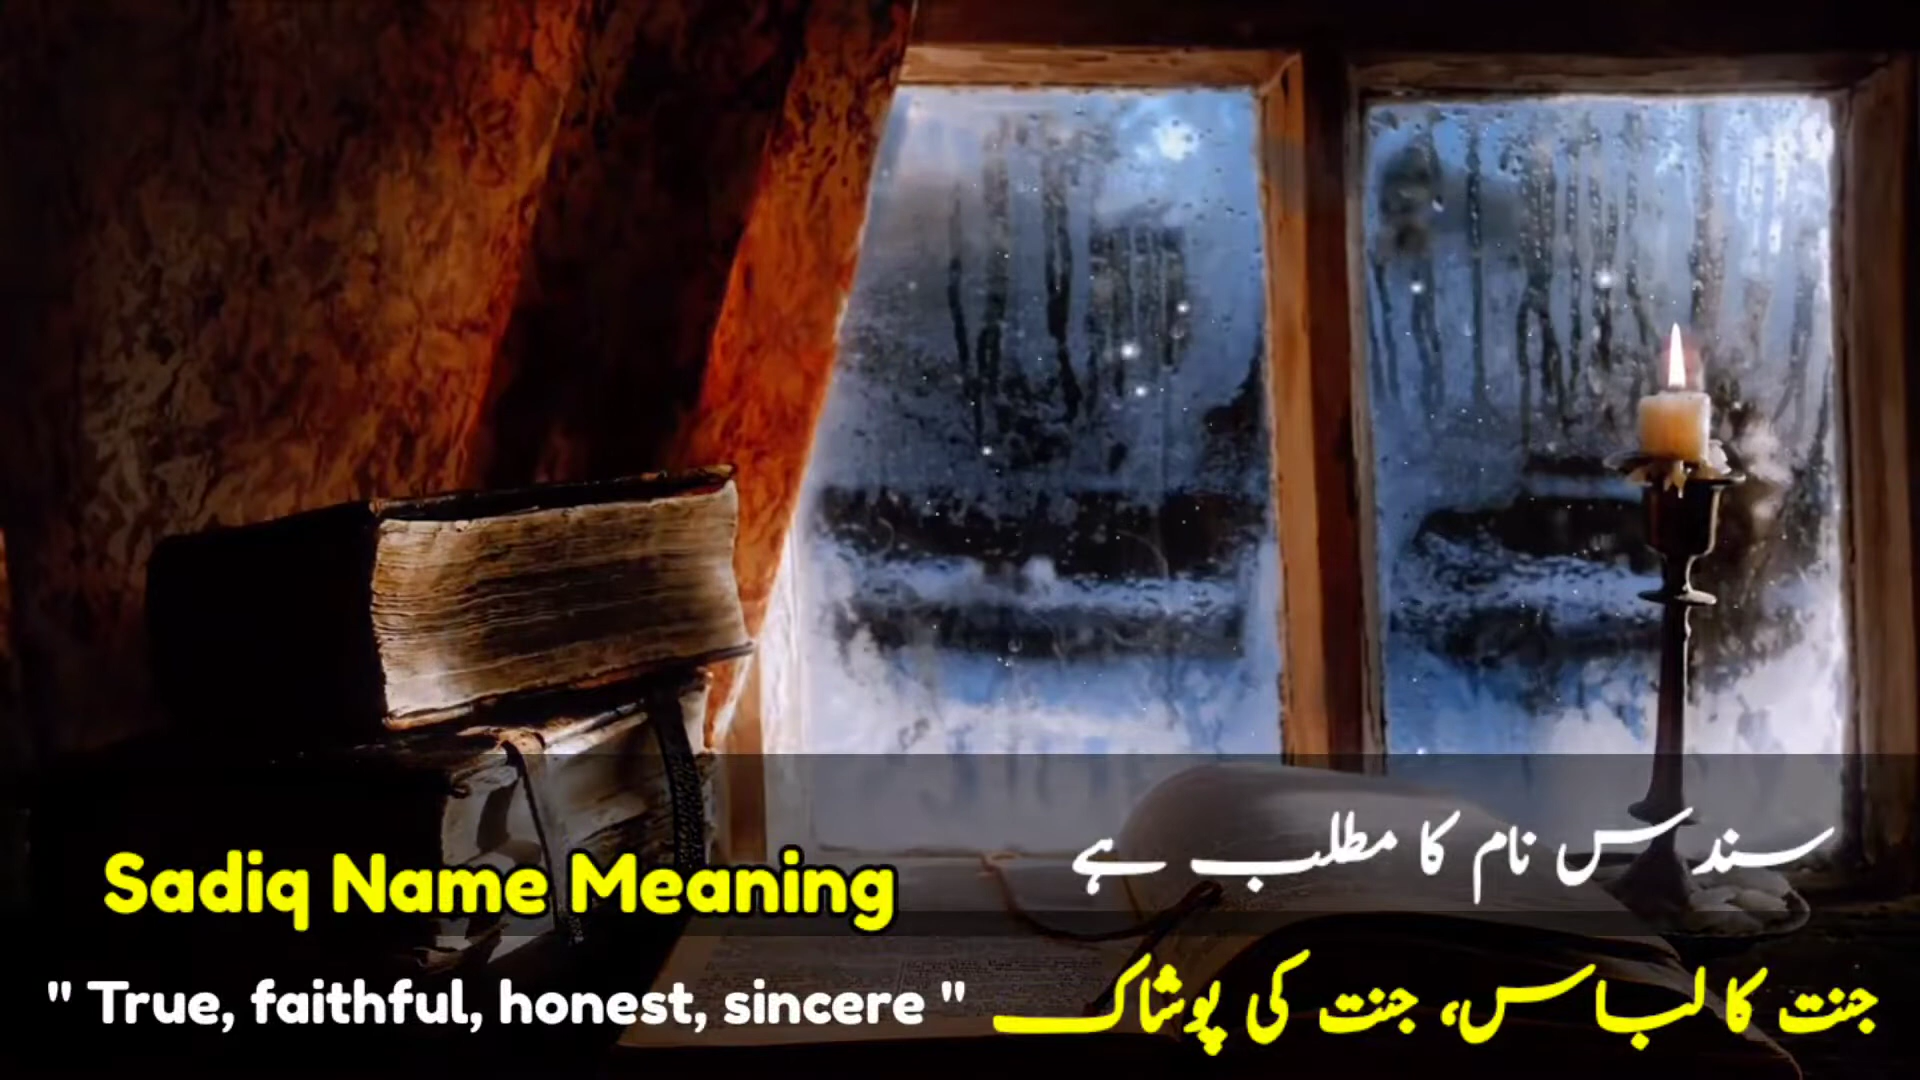 Sadiq Name Meaning
" True, faithful, honest, sincere "
سندس نام کا مطلب ہے
جنت کا لباس، جنت کی پوشاک